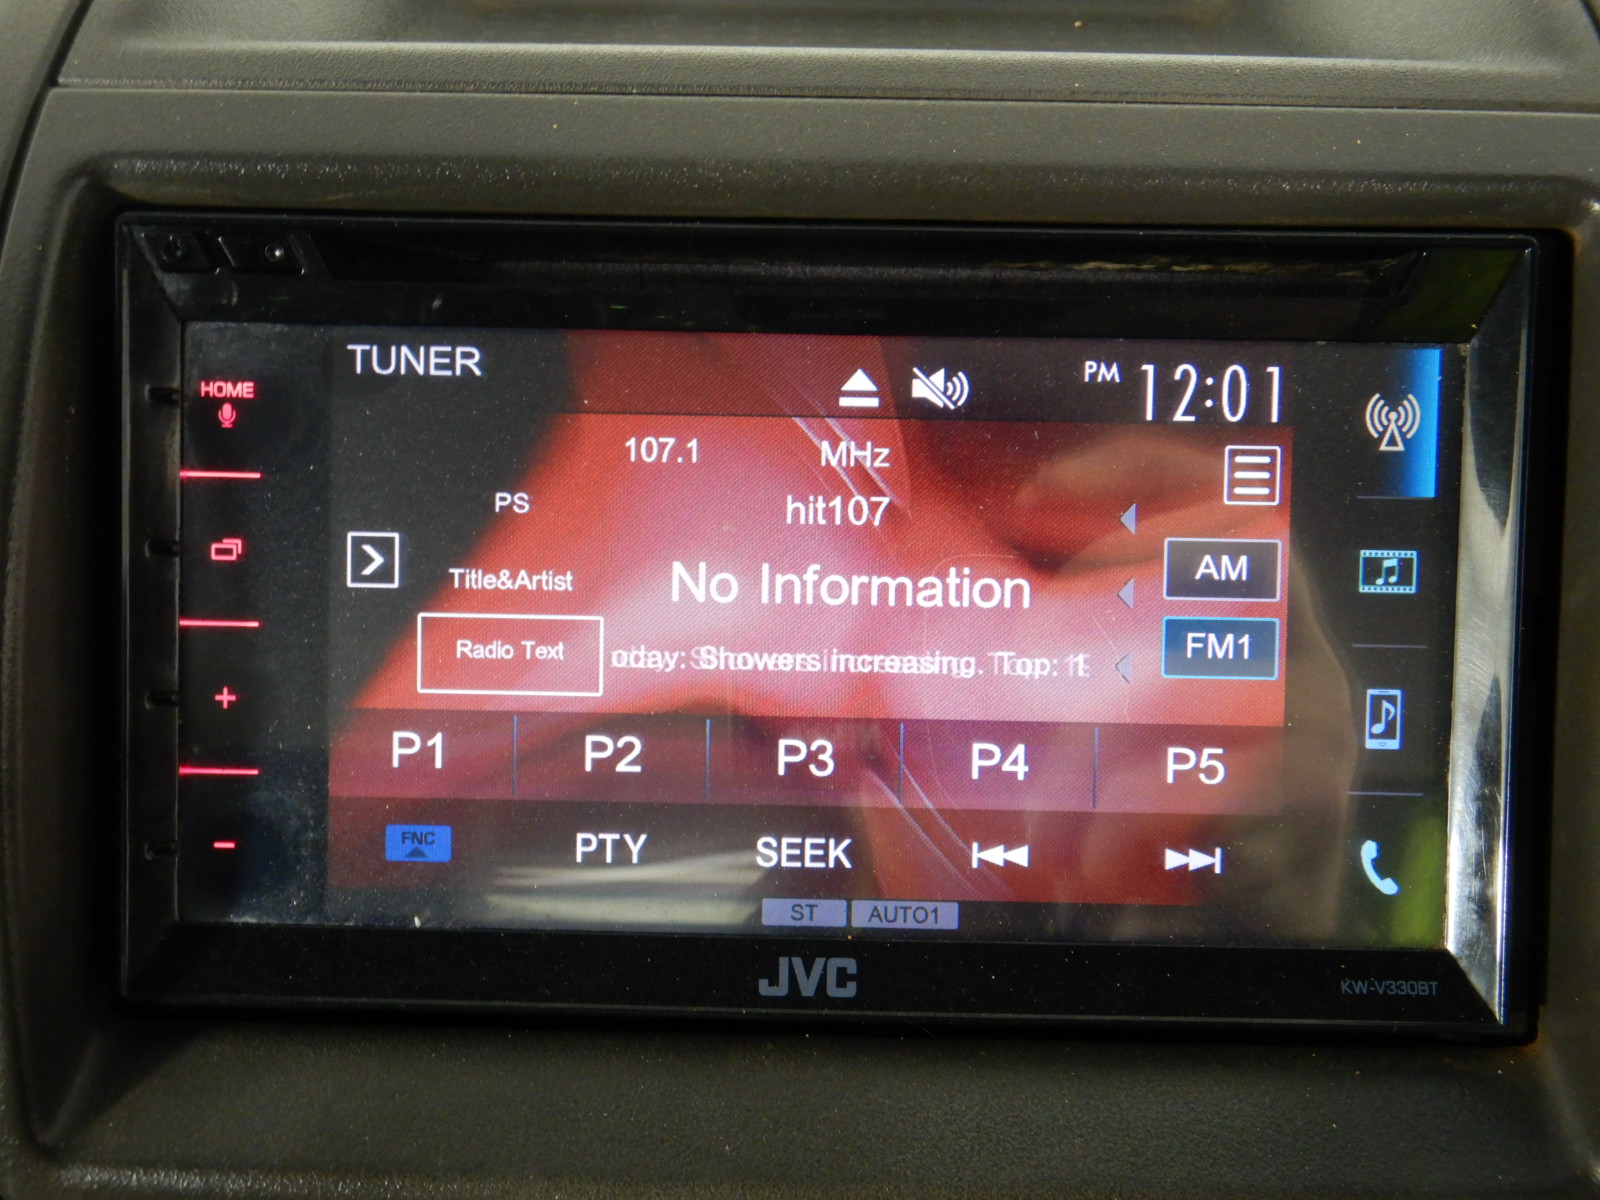 TUNER
PM 12:01
HOME
107.1 MHz
PS hit107
Title&Artist No Information
AM
Radio Text oday: Showers increasing. Top: 1
FM1
+
P1 P2 P3 P4 P5
-
FNC PTY SEEK
ST AUTO1
JVC
KW-V330BT